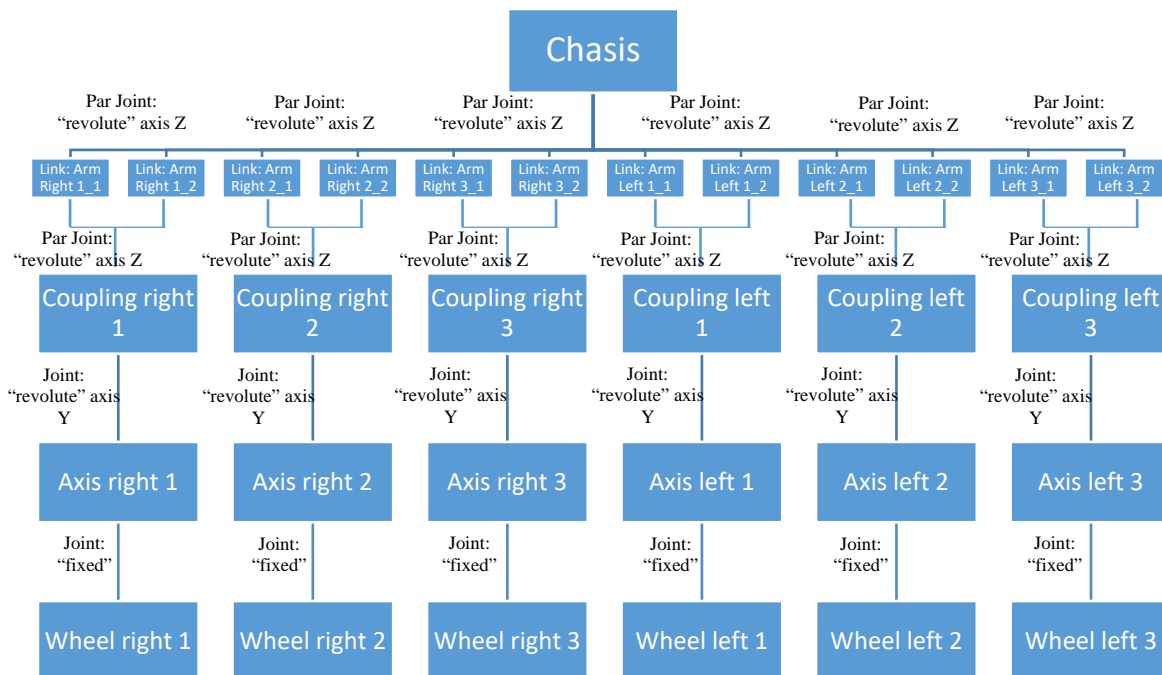 Chasis
Par Joint:
“revolute” axis Z
Par Joint:
“revolute” axis Z
Par Joint:
“revolute” axis Z
Par Joint:
“revolute” axis Z
Par Joint:
“revolute” axis Z
Par Joint:
“revolute” axis Z
Link: Arm
Right 1_1
Link: Arm
Right 1_2
Link: Arm
Right 2_1
Link: Arm
Right 2_2
Link: Arm
Right 3_1
Link: Arm
Right 3_2
Link: Arm
Left 1_1
Link: Arm
Left 1_2
Link: Arm
Left 2_1
Link: Arm
Left 2_2
Link: Arm
Left 3_1
Link: Arm
Left 3_2
Par Joint:
“revolute” axis Z
Par Joint:
“revolute” axis Z
Par Joint:
“revolute” axis Z
Par Joint:
“revolute” axis Z
Par Joint:
“revolute” axis Z
Par Joint:
“revolute” axis Z
Coupling right
1
Coupling right
2
Coupling right
3
Coupling left
1
Coupling left
2
Coupling left
3
Joint:
“revolute” axis
Y
Joint:
“revolute” axis
Y
Joint:
“revolute” axis
Y
Joint:
“revolute” axis
Y
Joint:
“revolute” axis
Y
Joint:
“revolute” axis
Y
Axis right 1
Axis right 2
Axis right 3
Axis left 1
Axis left 2
Axis left 3
Joint:
“fixed”
Joint:
“fixed”
Joint:
“fixed”
Joint:
“fixed”
Joint:
“fixed”
Joint:
“fixed”
Wheel right 1
Wheel right 2
Wheel right 3
Wheel left 1
Wheel left 2
Wheel left 3